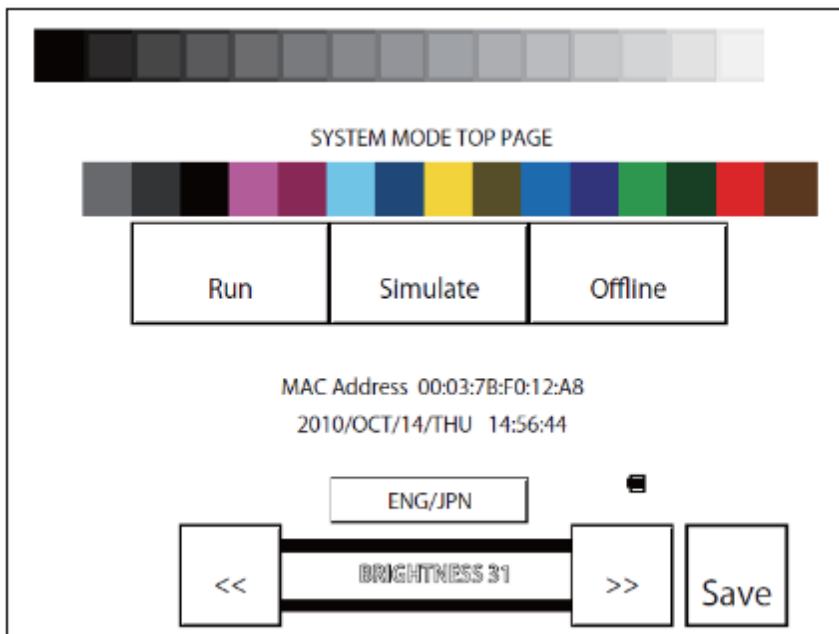 SYSTEM MODE TOP PAGE
Run Simulate Offline
MAC Address 00:03:7B:F0:12:A8
2010/OCT/14/THU 14:56:44
ENG/JPN
<< BRIGHTNESS 31 >> Save